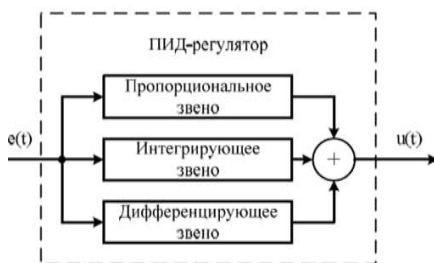 ПИД-регулятор
Пропорциональное
звено
e(t)
Интегрирующее
звено
+
u(t)
Дифференцирующее
звено